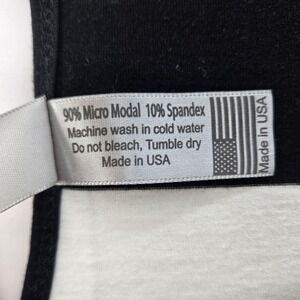 90% Micro Modal 10% Spandex
Machine wash in cold water
Do not bleach, Tumble dry
Made in USA
Made in USA